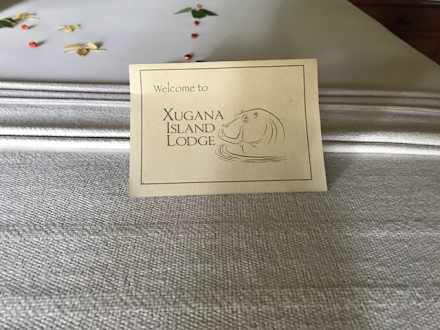 Welcome to
XUGANA
ISLAND
LODGE